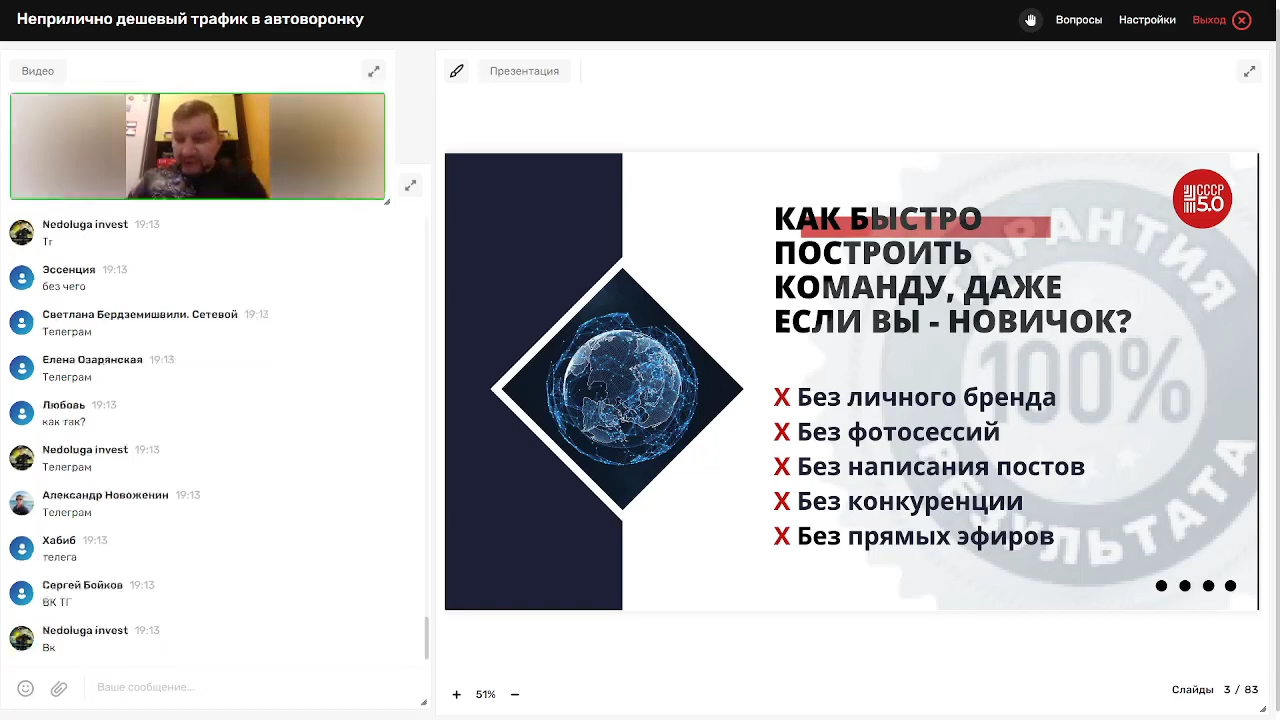 Неприлично дешевый трафик в автоворонку
Вопросы
Настройки
Выход
Видео
Nedoluga invest 19:13
Тг
Эссенция 19:13
без чего
Светлана Бердземишвили. Сетевой 19:13
Телеграм
Елена Озарянская 19:13
Телеграм
Любовь 19:13
как так?
Nedoluga invest 19:13
Телеграм
Александр Новоженин 19:13
Телеграм
Хабиб 19:13
телега
Сергей Бойков 19:13
ВК ТГ
Nedoluga invest 19:13
Вк
Ваше сообщение...
Презентация
СССР
5.0
КАК БЫСТРО
ПОСТРОИТЬ
КОМАНДУ, ДАЖЕ
ЕСЛИ ВЫ - НОВИЧОК?
X Без личного бренда
X Без фотосессий
X Без написания постов
X Без конкуренции
X Без прямых эфиров
ГАРАНТИЯ
100%
РЕЗУЛЬТАТА
+ 51% −
Слайды 3 / 83